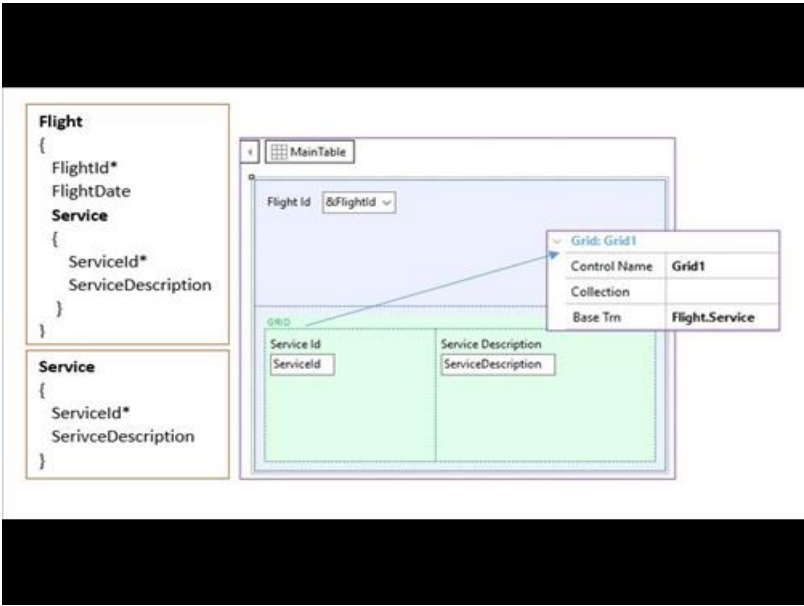 Flight
{
FlightId*
FlightDate
Service
{
ServiceId*
ServiceDescription
}
}
Service
{
ServiceId*
SerivceDescription
}
MainTable
Flight Id &FlightId
GRID
Service Id Service Description
ServiceId ServiceDescription
Grid: Grid1
Control Name Grid1
Collection
Base Trn Flight.Service